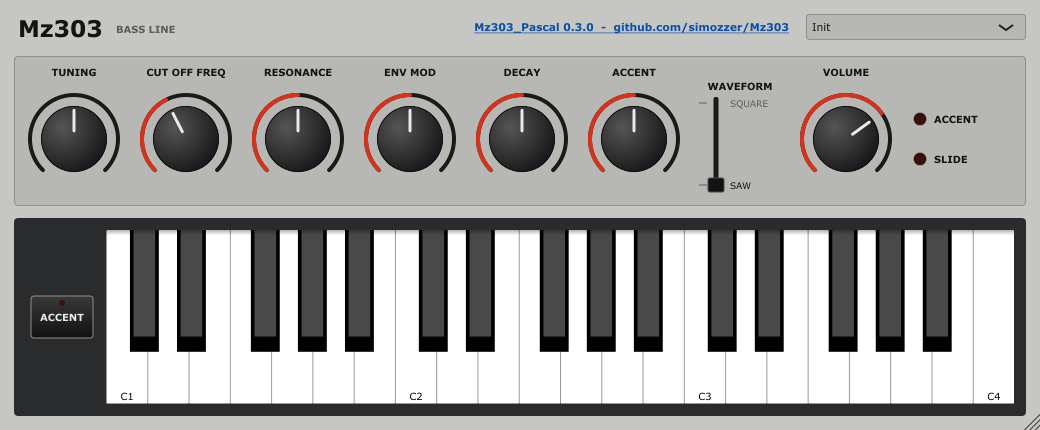 Mz303 BASS LINE
Mz303_Pascal 0.3.0 - github.com/simozzer/Mz303
Init
TUNING
CUT OFF FREQ
RESONANCE
ENV MOD
DECAY
ACCENT
WAVEFORM
SQUARE
SAW
VOLUME
ACCENT
SLIDE
ACCENT
C1
C2
C3
C4